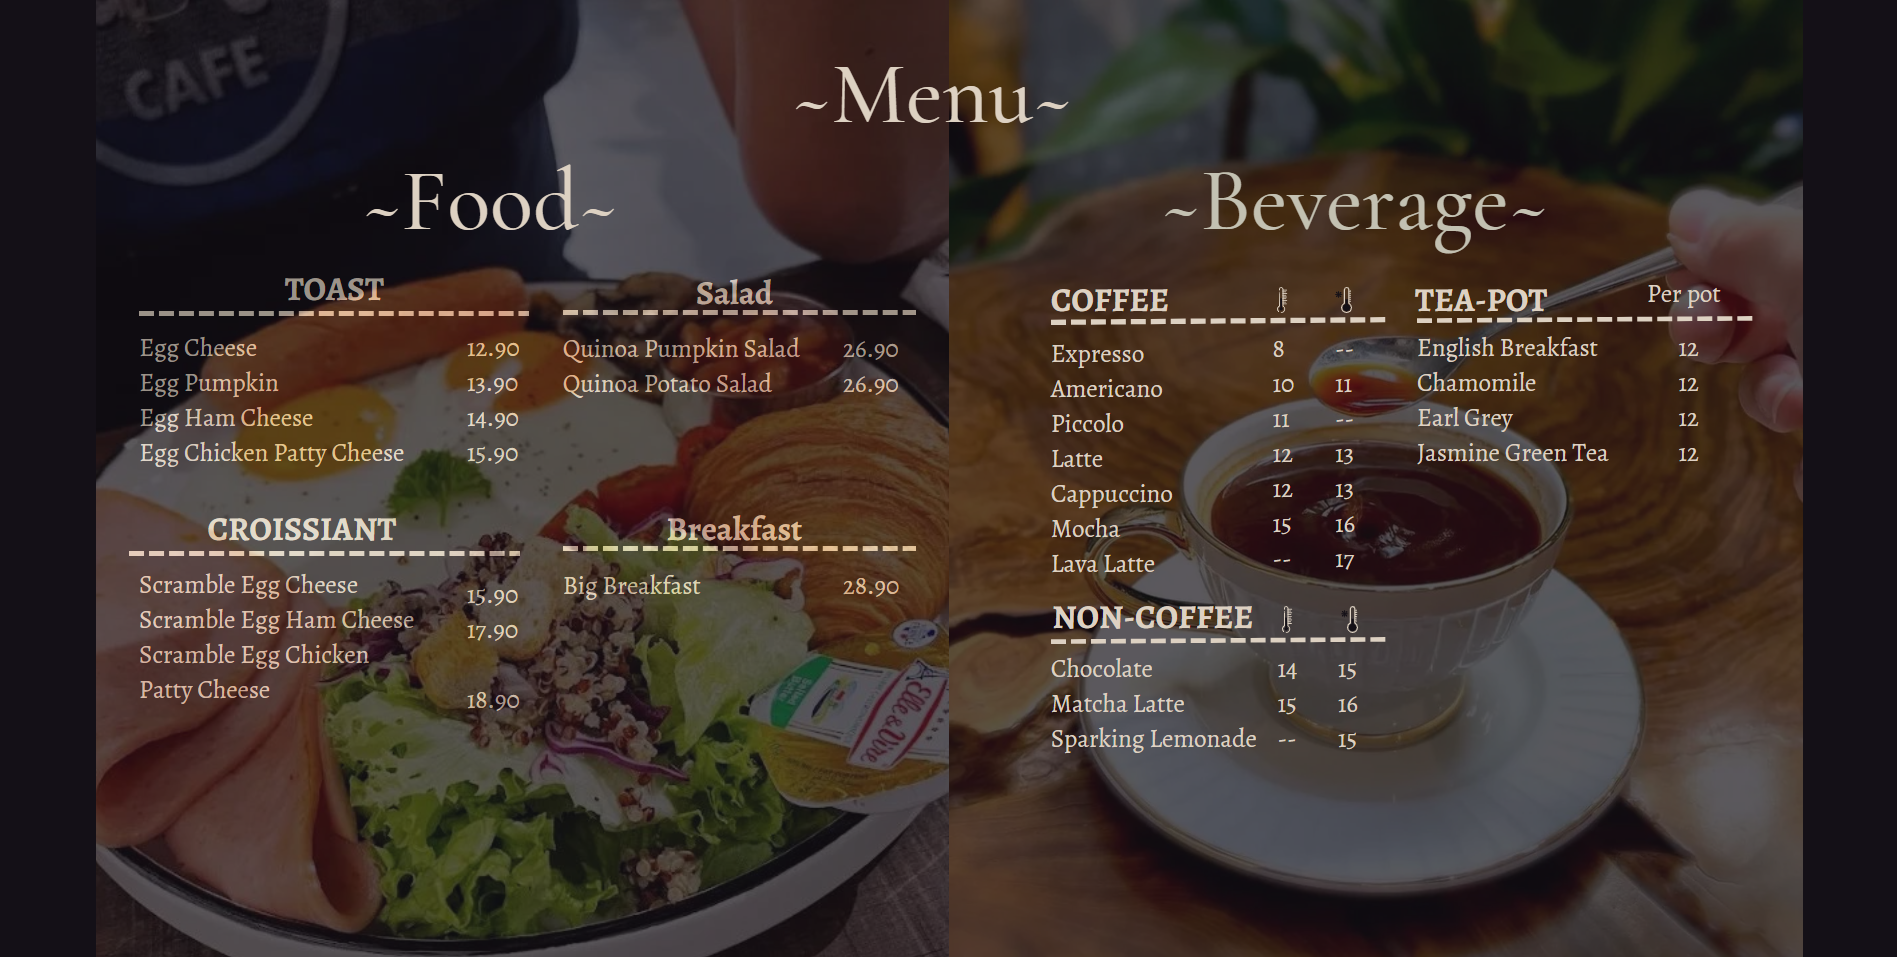 CAFE
~Menu~
~Food~
TOAST
Egg Cheese 12.90
Egg Pumpkin 13.90
Egg Ham Cheese 14.90
Egg Chicken Patty Cheese 15.90
Salad
Quinoa Pumpkin Salad 26.90
Quinoa Potato Salad 26.90
CROISSIANT
Scramble Egg Cheese 15.90
Scramble Egg Ham Cheese 17.90
Scramble Egg Chicken
Patty Cheese 18.90
Breakfast
Big Breakfast 28.90
Elle & Vire
~Beverage~
COFFEE
Expresso 8 --
Americano 10 11
Piccolo 11 --
Latte 12 13
Cappuccino 12 13
Mocha 15 16
Lava Latte -- 17
TEA-POT Per pot
English Breakfast 12
Chamomile 12
Earl Grey 12
Jasmine Green Tea 12
NON-COFFEE
Chocolate 14 15
Matcha Latte 15 16
Sparking Lemonade -- 15